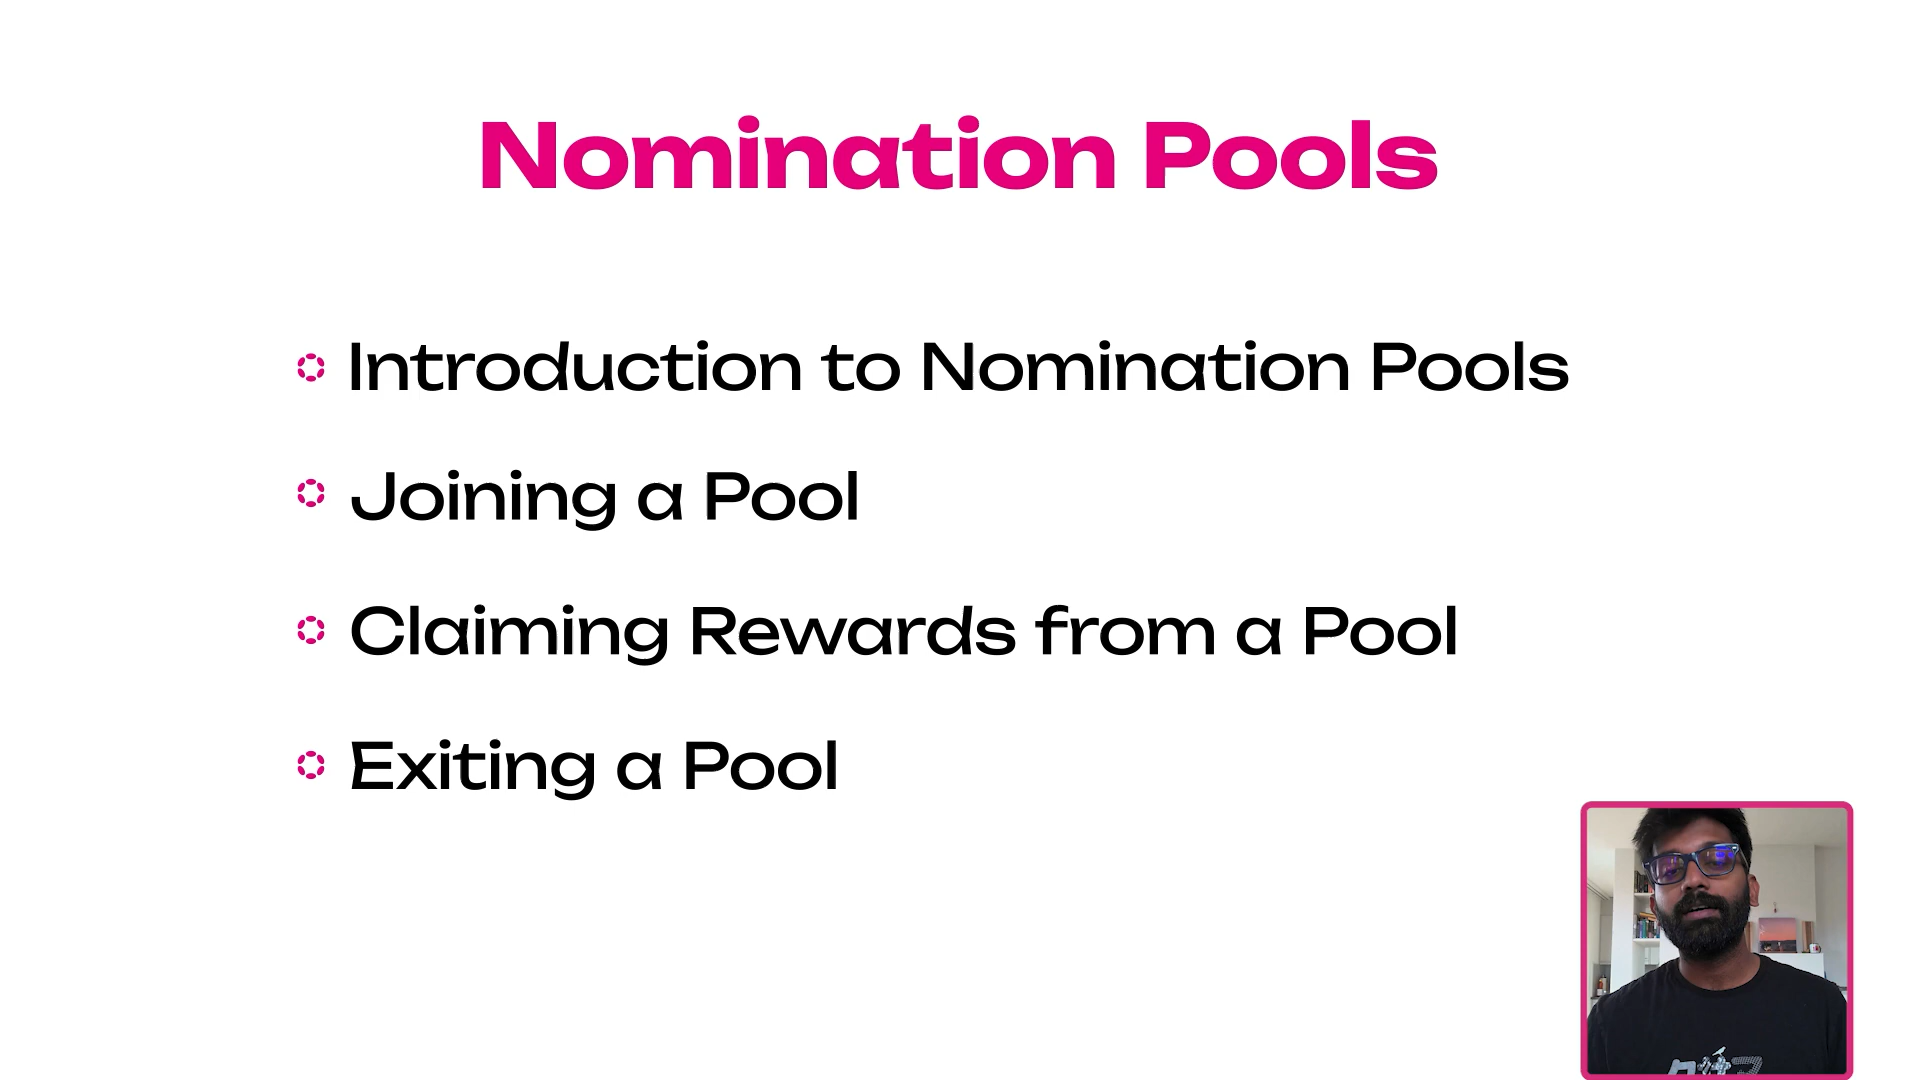 Nomination Pools
Introduction to Nomination Pools
Joining a Pool
Claiming Rewards from a Pool
Exiting a Pool